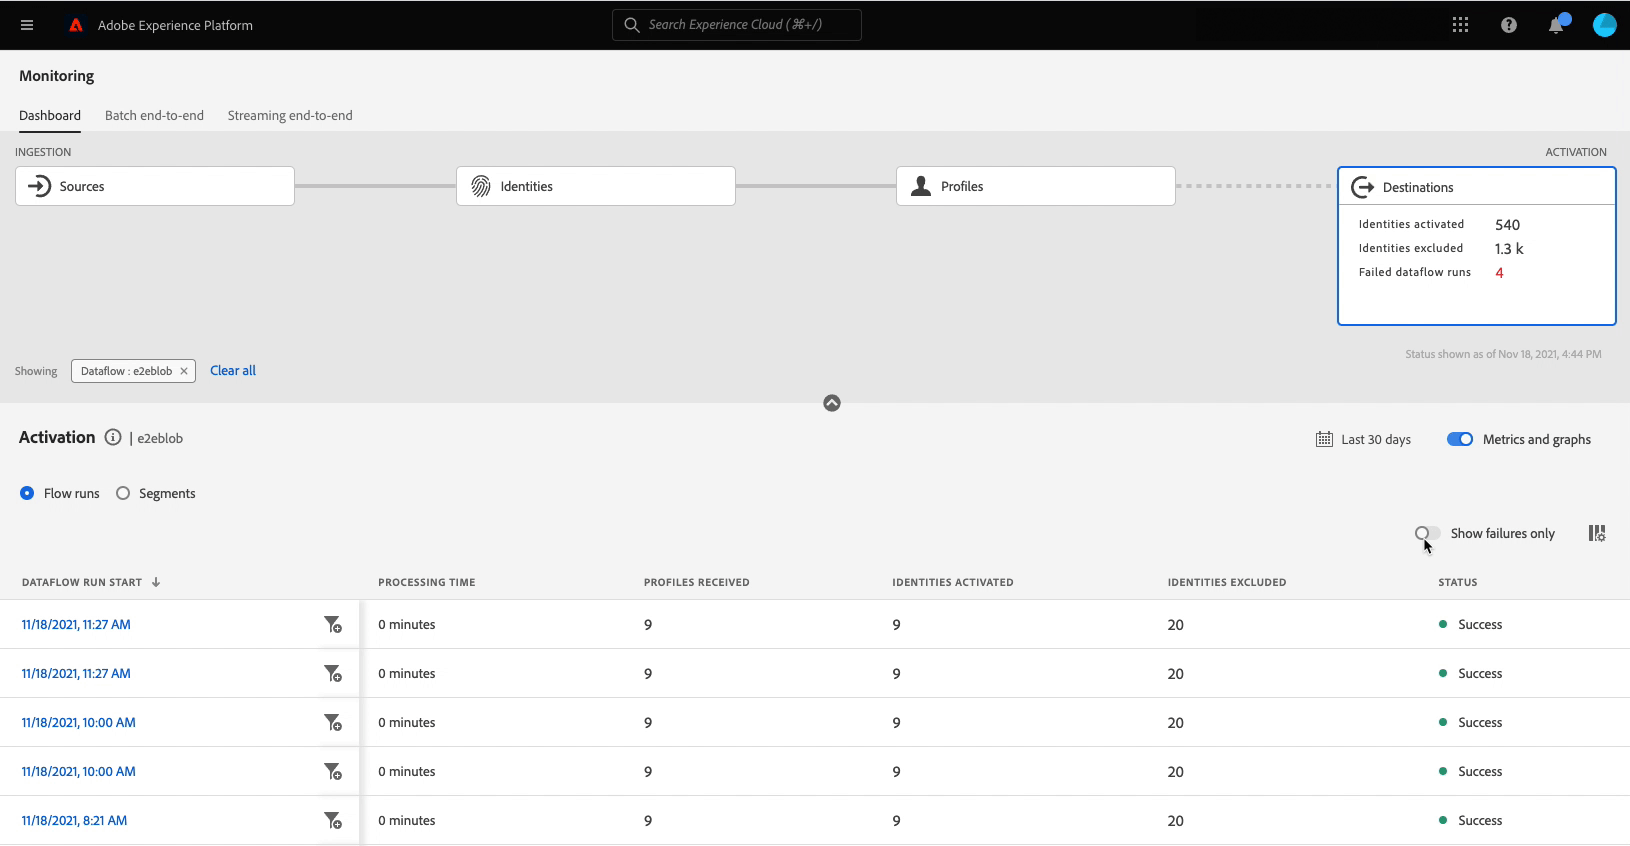 Adobe Experience Platform
Search Experience Cloud (⌘+/)
Monitoring
Dashboard Batch end-to-end Streaming end-to-end
INGESTION ACTIVATION
Sources Identities Profiles Destinations
Identities activated 540
Identities excluded 1.3 k
Failed dataflow runs 4
Status shown as of Nov 18, 2021, 4:44 PM
Showing Dataflow : e2eblob × Clear all
Activation | e2eblob Last 30 days Metrics and graphs
Flow runs Segments
Show failures only
DATAFLOW RUN START ↓ PROCESSING TIME PROFILES RECEIVED IDENTITIES ACTIVATED IDENTITIES EXCLUDED STATUS
11/18/2021, 11:27 AM 0 minutes 9 9 20 Success
11/18/2021, 11:27 AM 0 minutes 9 9 20 Success
11/18/2021, 10:00 AM 0 minutes 9 9 20 Success
11/18/2021, 10:00 AM 0 minutes 9 9 20 Success
11/18/2021, 8:21 AM 0 minutes 9 9 20 Success